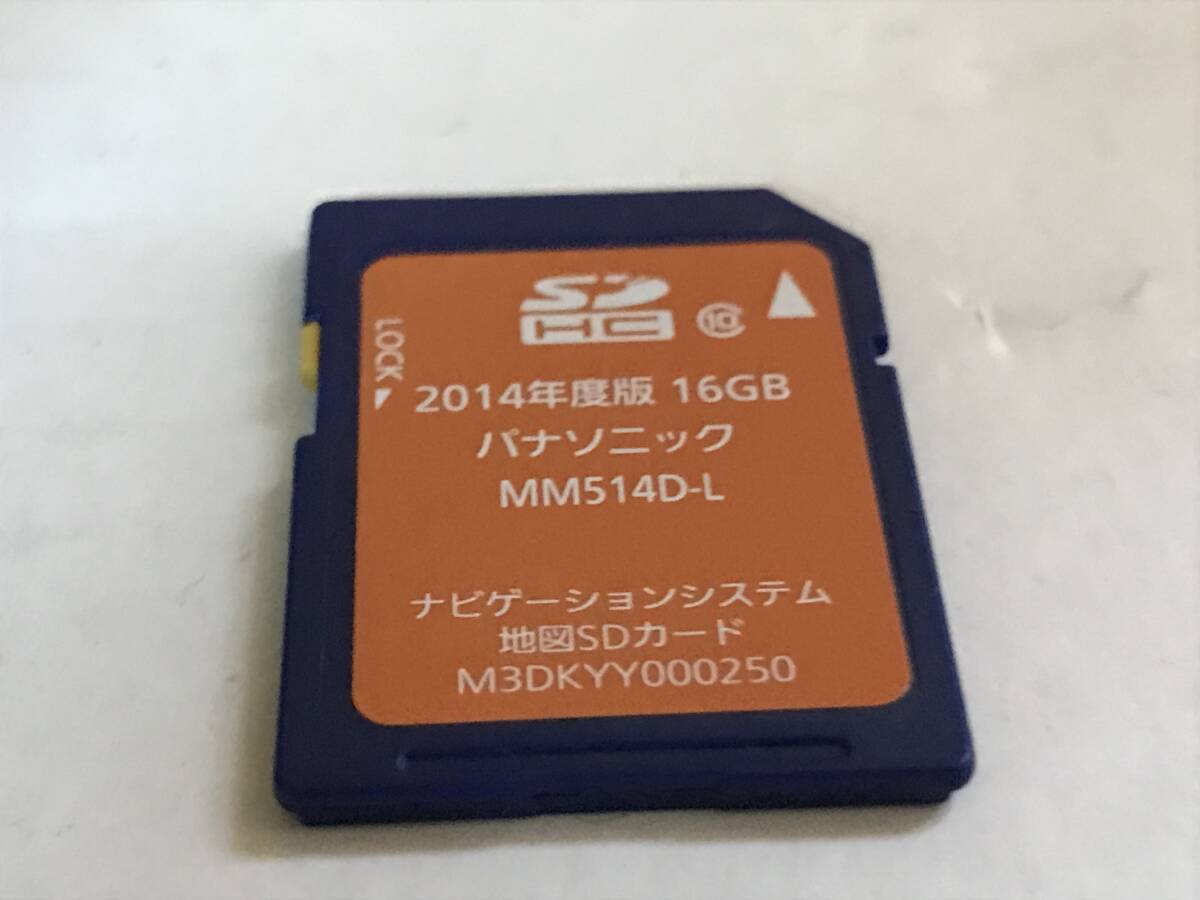 SD
HC 10
LOCK
2014年度版 16GB
パナソニック
MM514D-L
ナビゲーションシステム
地図SDカード
M3DKYY000250